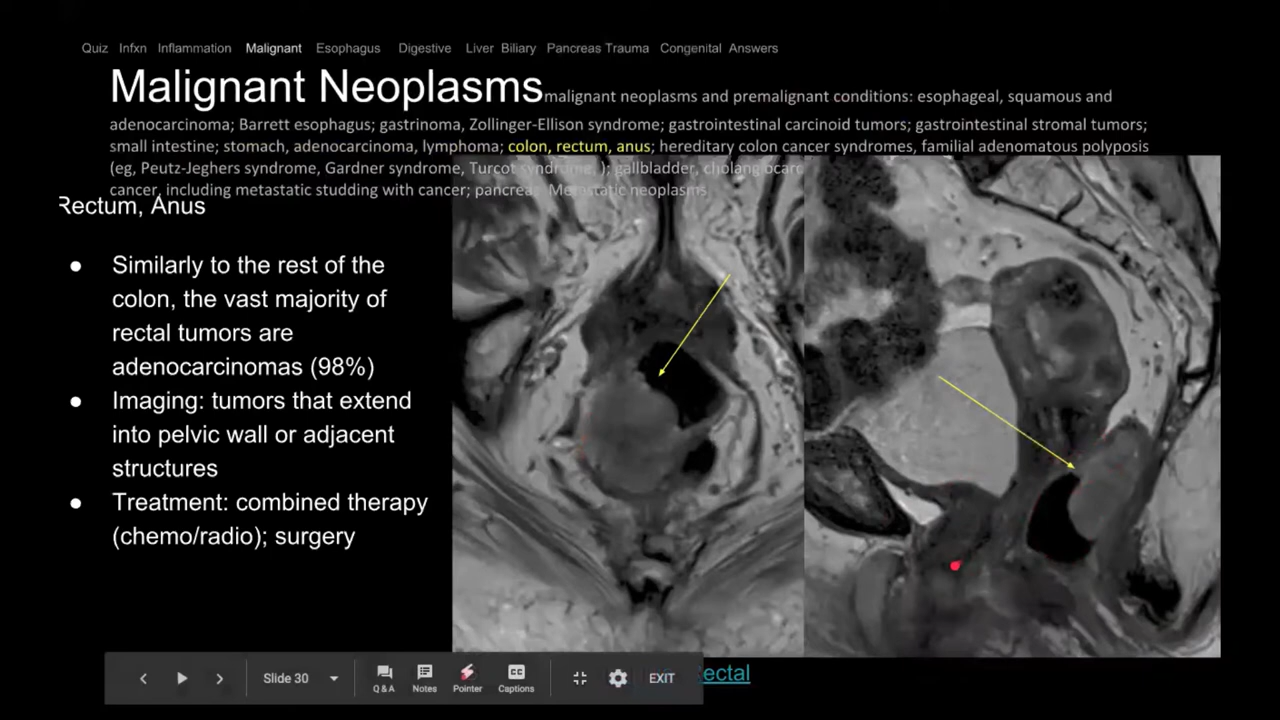 Quiz Infxn Inflammation Malignant Esophagus Digestive Liver Biliary Pancreas Trauma Congenital Answers
Malignant Neoplasms malignant neoplasms and premalignant conditions: esophageal, squamous and
adenocarcinoma; Barrett esophagus; gastrinoma, Zollinger-Ellison syndrome; gastrointestinal carcinoid tumors; gastrointestinal stromal tumors;
small intestine; stomach, adenocarcinoma, lymphoma; colon, rectum, anus; hereditary colon cancer syndromes, familial adenomatous polyposis
(eg, Peutz-Jeghers syndrome, Gardner syndrome, Turcot syndrome, ); gallbladder,
cancer, including metastatic studding with cancer; pancreas, Metastatic neoplasms
Rectum, Anus
● Similarly to the rest of the
colon, the vast majority of
rectal tumors are
adenocarcinomas (98%)
● Imaging: tumors that extend
into pelvic wall or adjacent
structures
● Treatment: combined therapy
(chemo/radio); surgery
Slide 30
Q & A
Notes
Pointer
Captions
EXIT